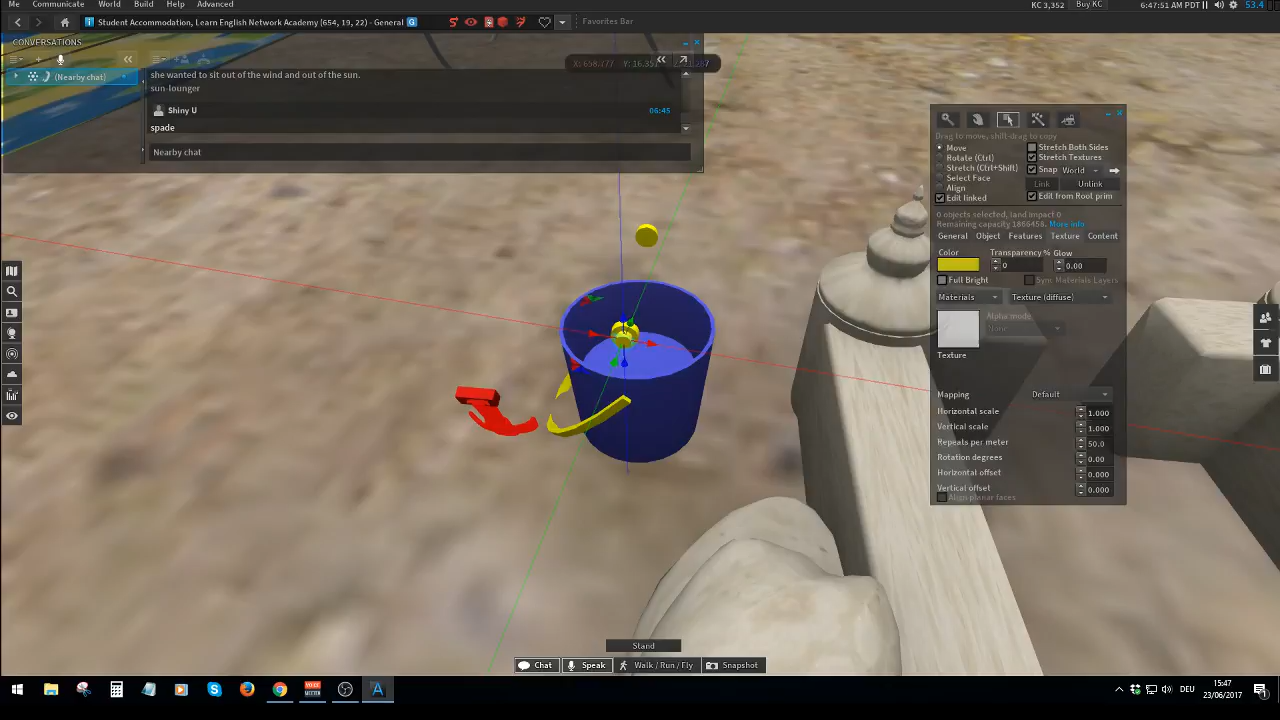 Me Communicate World Build Help Advanced
KC 3,352 Buy KC 6:47:51 AM PDT 53.4
Student Accommodation, Learn English Network Academy (654, 19, 22) - General G
Favorites Bar
CONVERSATIONS
(Nearby chat)
she wanted to sit out of the wind and out of the sun.
sun-lounger
Shiny U 06:45
spade
Nearby chat
Drag to move, shift-drag to copy
Move
Rotate (Ctrl)
Stretch (Ctrl+Shift)
Select Face
Align
Edit linked
Stretch Both Sides
Stretch Textures
Snap World
Link Unlink
Edit from Root prim
0 objects selected, land impact 0
Remaining capacity 1866456. More info
General Object Features Texture Content
Color Transparency % Glow
0 0.00
Full Bright Sync Materials Layers
Materials Texture (diffuse)
Alpha mode
None
Texture
Mapping Default
Horizontal scale 1.000
Vertical scale 1.000
Repeats per meter 50.0
Rotation degrees 0.00
Horizontal offset 0.000
Vertical offset 0.000
Align planar faces
Stand
Chat Speak Walk / Run / Fly Snapshot
DEU
15:47
23/06/2017